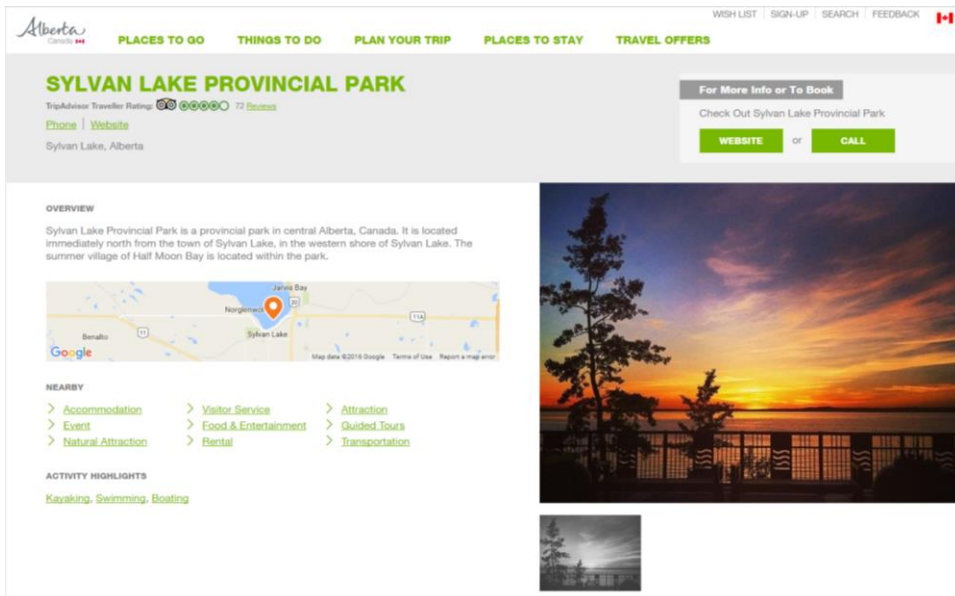 WISH LIST SIGN-UP SEARCH FEEDBACK
Alberta
Canada
PLACES TO GO THINGS TO DO PLAN YOUR TRIP PLACES TO STAY TRAVEL OFFERS
SYLVAN LAKE PROVINCIAL PARK
TripAdvisor Traveller Rating: 72 Reviews
Phone | Website
Sylvan Lake, Alberta
For More Info or To Book
Check Out Sylvan Lake Provincial Park
WEBSITE or CALL
OVERVIEW
Sylvan Lake Provincial Park is a provincial park in central Alberta, Canada. It is located
immediately north from the town of Sylvan Lake, in the western shore of Sylvan Lake. The
summer village of Half Moon Bay is located within the park.
Jarvis Bay
20
Norglenwold
11A
11
Benalto
Sylvan Lake
Google
Map data ©2016 Google Terms of Use Report a map error
NEARBY
Accommodation Visitor Service Attraction
Event Food & Entertainment Guided Tours
Natural Attraction Rental Transportation
ACTIVITY HIGHLIGHTS
Kayaking, Swimming, Boating